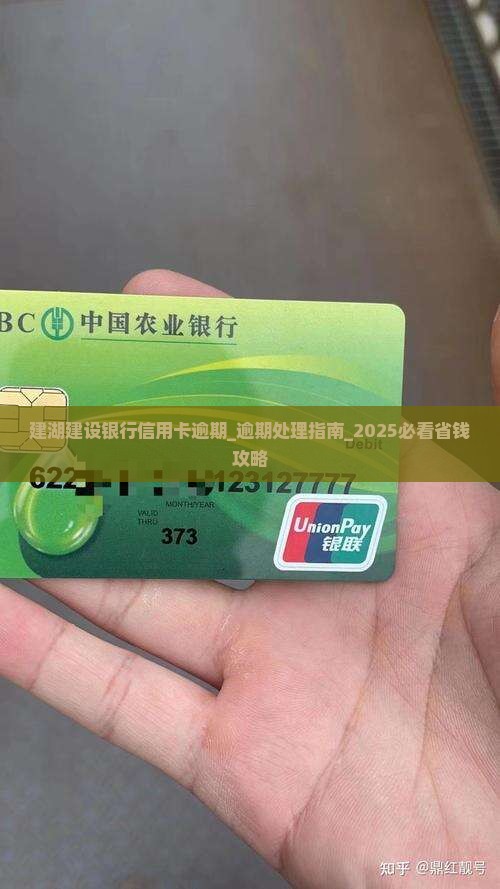 BC 中国农业银行
建湖建设银行信用卡逾期_逾期处理指南_2025必看省钱
攻略
Debit
622 123127777
MONTH/YEAR
VALID
THRU
373
UnionPay
银联
知乎 @鼎红靓号